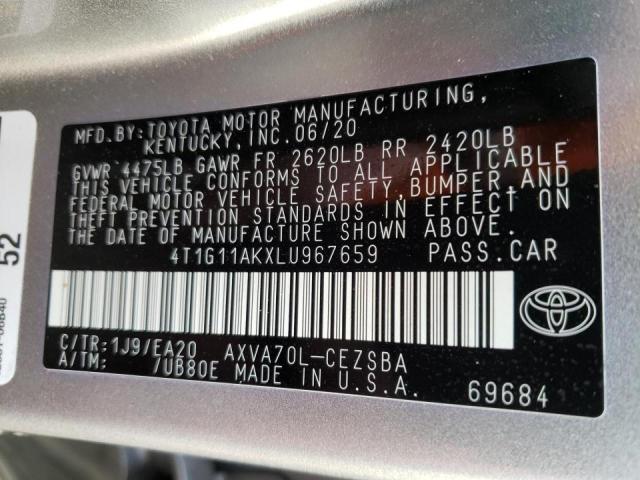 MFD.BY:TOYOTA MOTOR MANUFACTURING,
KENTUCKY,INC.06/20
GVWR 4475LB GAWR FR 2620LB RR 2420LB
THIS VEHICLE CONFORMS TO ALL APPLICABLE
FEDERAL MOTOR VEHICLE SAFETY,BUMPER,AND
THEFT PREVENTION STANDARDS IN EFFECT ON
THE DATE OF MANUFACTURE SHOWN ABOVE.
4T1G11AKXLU967659 PASS.CAR
C/TR:1J9/EA20 AXVA70L-CEZSBA
A/TM: /UB80E MADE IN U.S.A.
69684
52